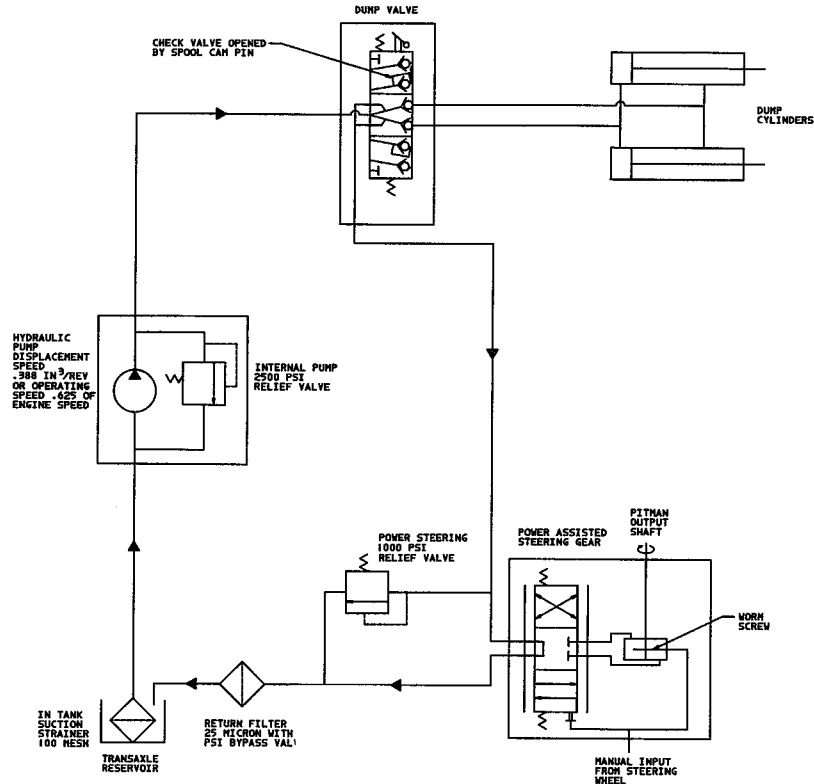 DUMP VALVE
CHECK VALVE OPENED
BY SPOOL CAM PIN
DUMP
CYLINDERS
HYDRAULIC
PUMP
DISPLACEMENT
SPEED
.388 IN³/REV
OR OPERATING
SPEED .625 OF
ENGINE SPEED
INTERNAL PUMP
2500 PSI
RELIEF VALVE
POWER STEERING
1000 PSI
RELIEF VALVE
POWER ASSISTED
STEERING GEAR
PITMAN
OUTPUT
SHAFT
WORM
SCREW
IN TANK
SUCTION
STRAINER
100 MESH
TRANSAXLE
RESERVOIR
RETURN FILTER
25 MICRON WITH
PSI BYPASS VAL
MANUAL INPUT
FROM STEERING
WHEEL